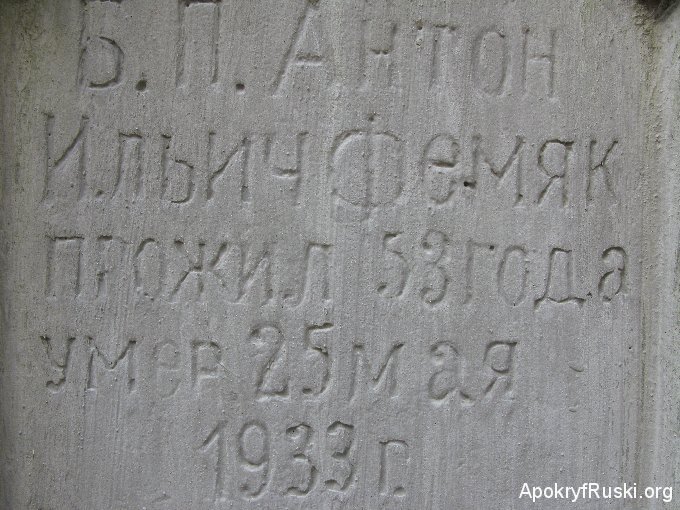 Б. П. Антон
Ильич Фемяк
прожил 53 года
умер 25 мая
1933 г.
ApokryfRuski.org